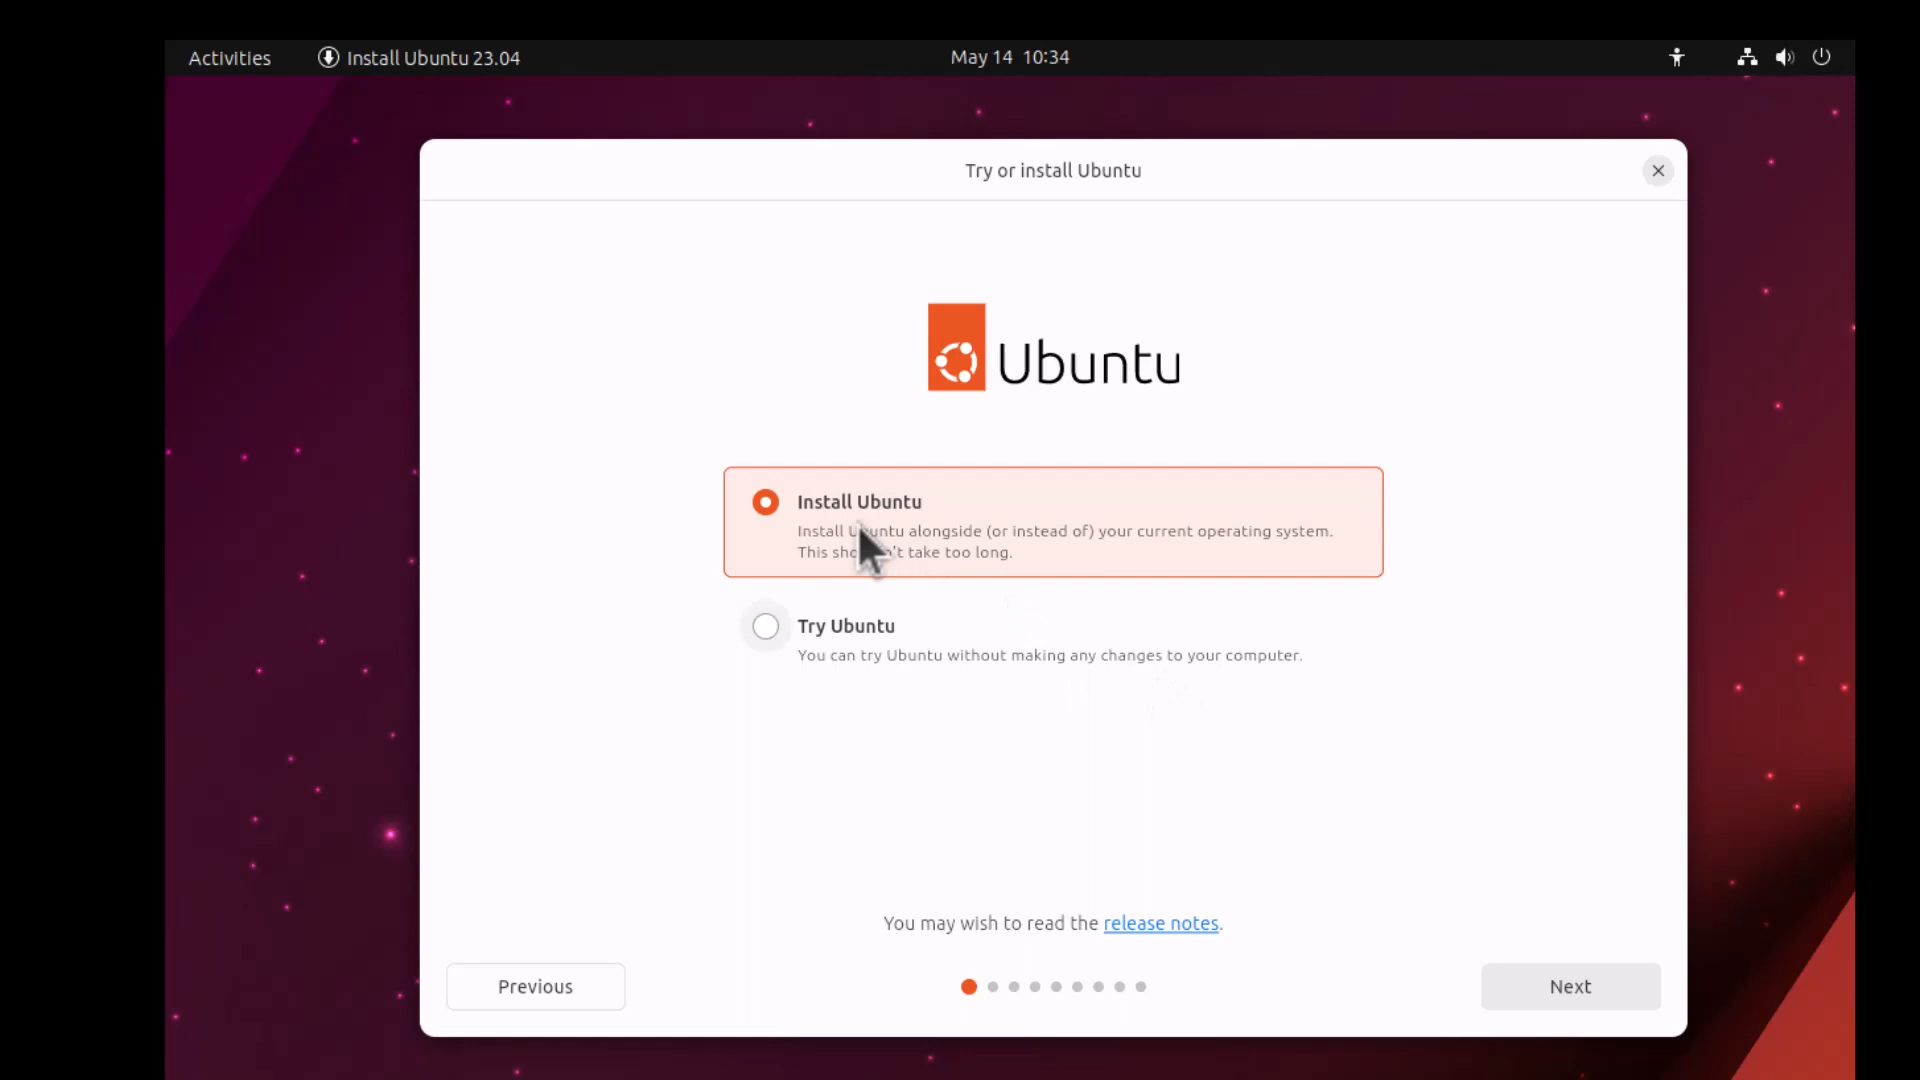 Activities Install Ubuntu 23.04 May 14 10:34
Try or install Ubuntu
Ubuntu
Install Ubuntu
Install Ubuntu alongside (or instead of) your current operating system.
This shouldn't take too long.
Try Ubuntu
You can try Ubuntu without making any changes to your computer.
You may wish to read the release notes.
Previous
Next